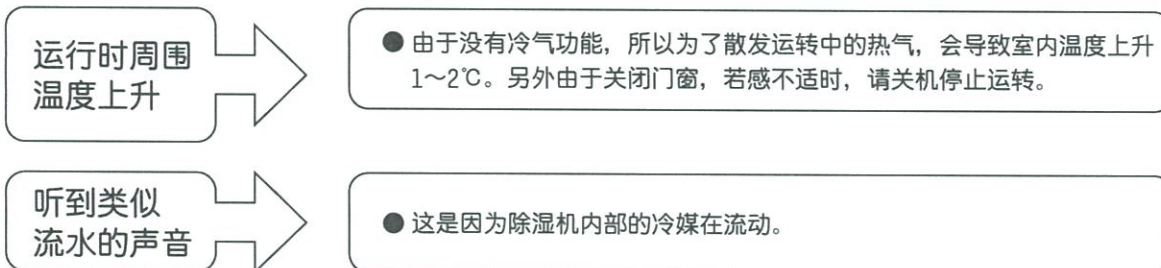 运行时周围
温度上升
● 由于没有冷气功能，所以为了散发运转中的热气，会导致室内温度上升
1～2℃。另外由于关闭门窗，若感不适时，请关机停止运转。
听到类似
流水的声音
● 这是因为除湿机内部的冷媒在流动。